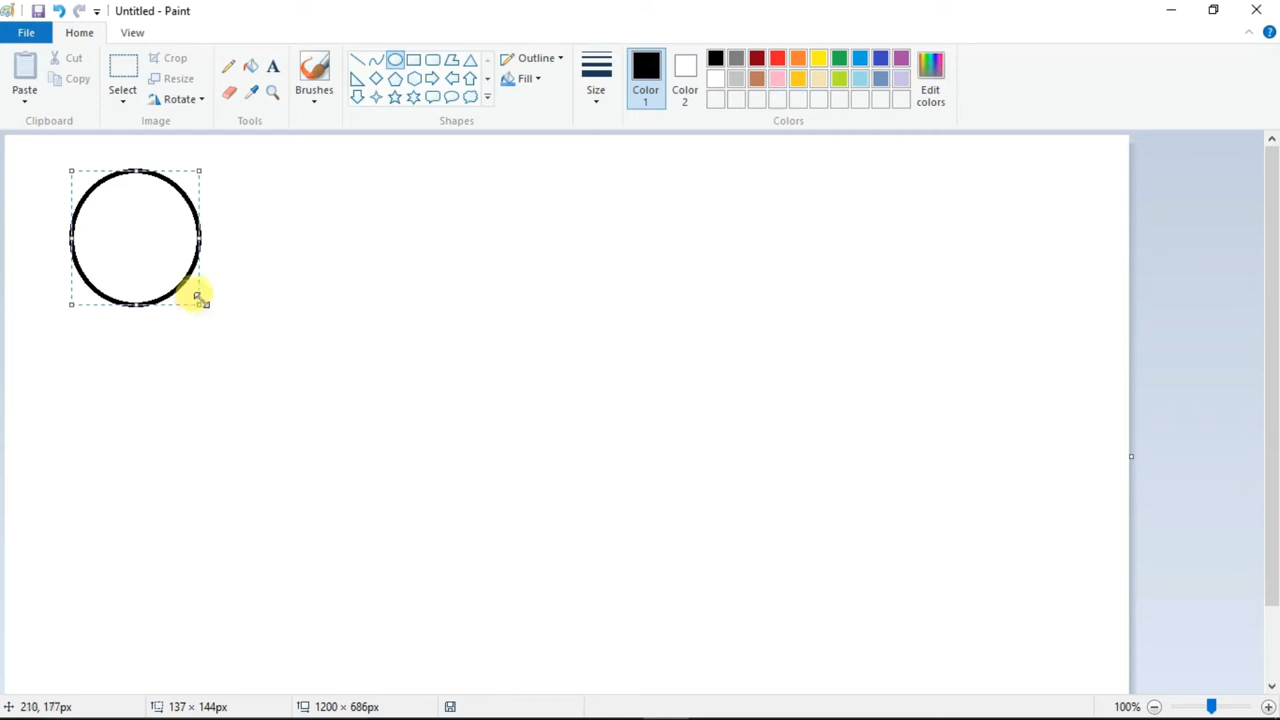 Untitled - Paint
File Home View
Paste
Cut
Copy
Clipboard
Select
Crop
Resize
Rotate
Image
A
Tools
Brushes
Shapes
Outline
Fill
Size
Color 1
Color 2
Colors
Edit colors
210, 177px 137 × 144px 1200 × 686px 100%